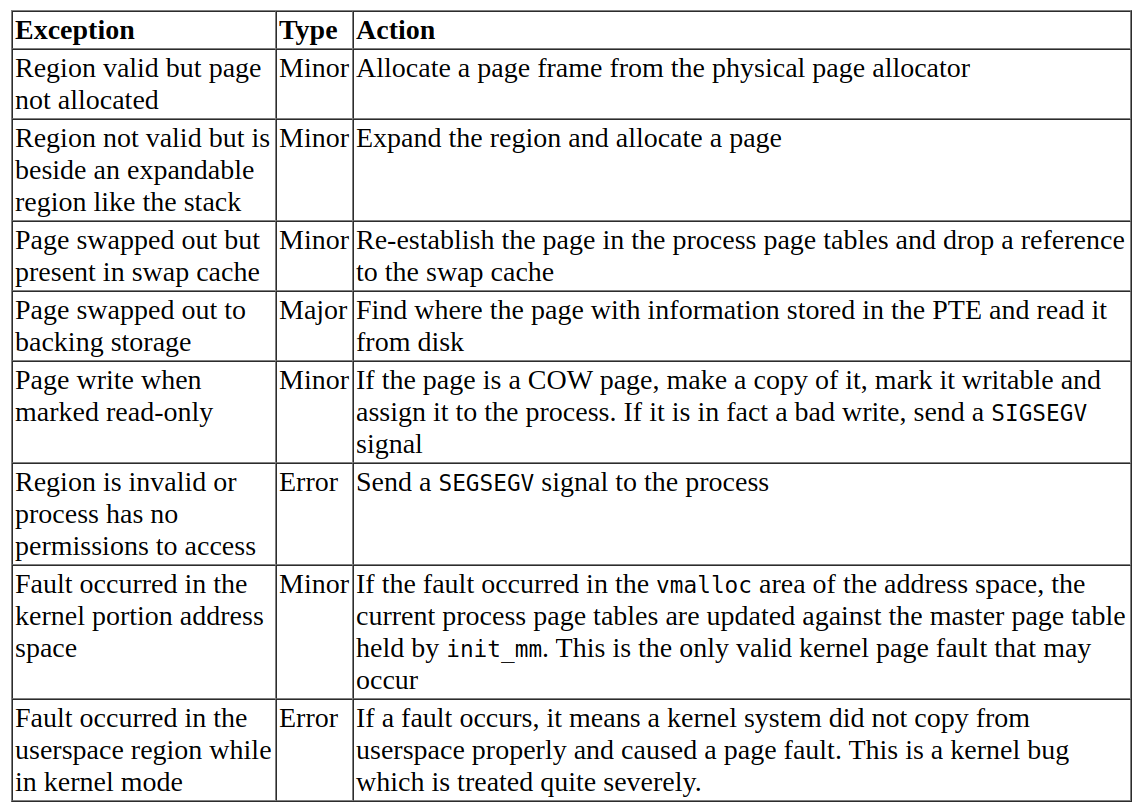 Exception Type Action
Region valid but page Minor Allocate a page frame from the physical page allocator
not allocated
Region not valid but is Minor Expand the region and allocate a page
beside an expandable
region like the stack
Page swapped out but Minor Re-establish the page in the process page tables and drop a reference
present in swap cache to the swap cache
Page swapped out to Major Find where the page with information stored in the PTE and read it
backing storage from disk
Page write when Minor If the page is a COW page, make a copy of it, mark it writable and
marked read-only assign it to the process. If it is in fact a bad write, send a SIGSEGV
signal
Region is invalid or Error Send a SEGSEGV signal to the process
process has no
permissions to access
Fault occurred in the Minor If the fault occurred in the vmalloc area of the address space, the
kernel portion address current process page tables are updated against the master page table
space held by init_mm. This is the only valid kernel page fault that may
occur
Fault occurred in the Error If a fault occurs, it means a kernel system did not copy from
userspace region while userspace properly and caused a page fault. This is a kernel bug
in kernel mode which is treated quite severely.